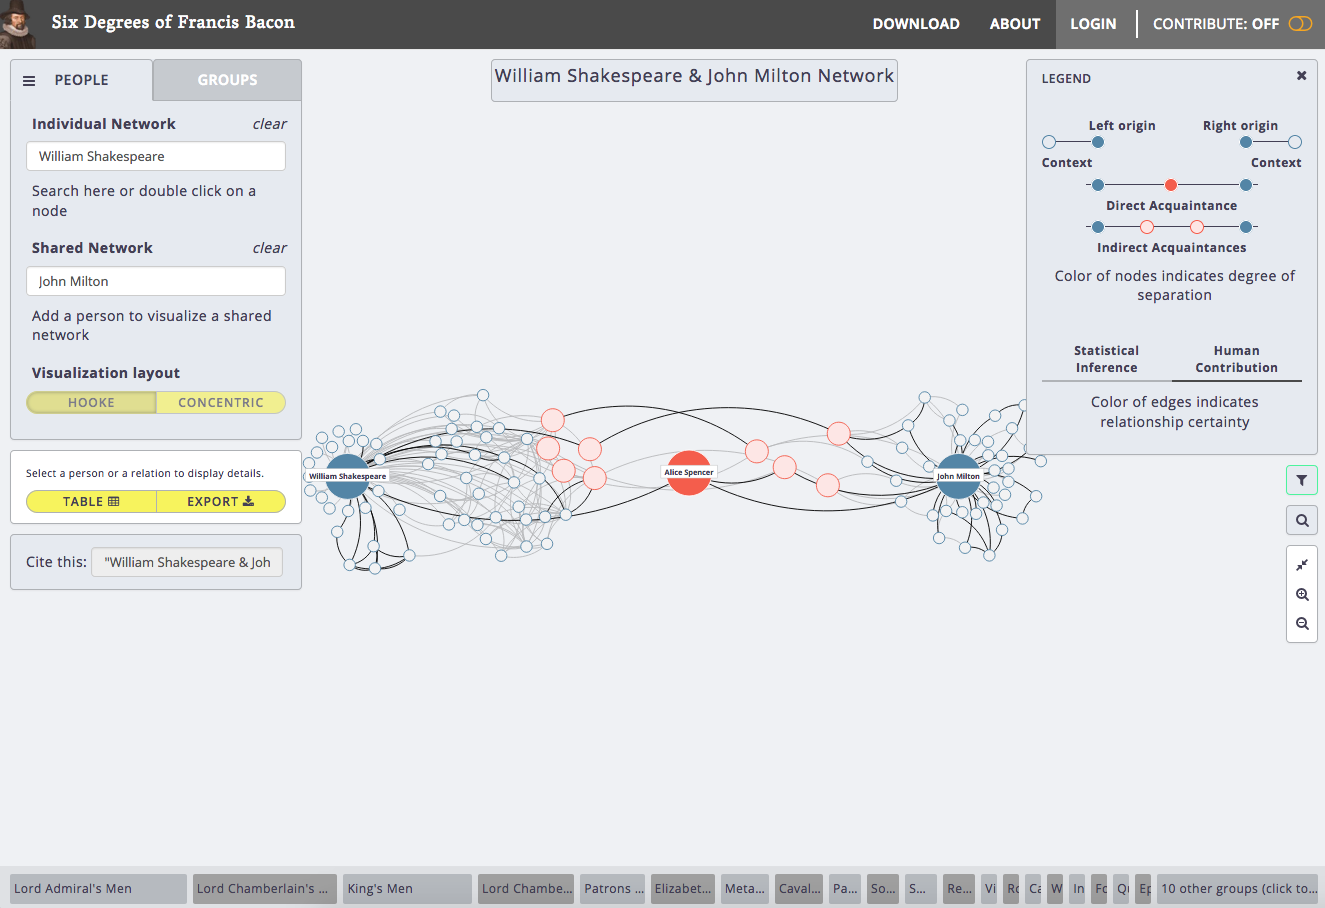 Six Degrees of Francis Bacon
DOWNLOAD
ABOUT
LOGIN
CONTRIBUTE: OFF
PEOPLE
GROUPS
Individual Network
clear
William Shakespeare
Search here or double click on a
node
Shared Network
clear
John Milton
Add a person to visualize a shared
network
Visualization layout
HOOKE
CONCENTRIC
Select a person or a relation to display details.
TABLE
EXPORT
Cite this:
"William Shakespeare & Joh
William Shakespeare & John Milton Network
William Shakespeare
Alice Spencer
John Milton
LEGEND
Left origin
Right origin
Context
Context
Direct Acquaintance
Indirect Acquaintances
Color of nodes indicates degree of
separation
Statistical
Inference
Human
Contribution
Color of edges indicates
relationship certainty
Lord Admiral's Men
Lord Chamberlain's ...
King's Men
Lord Chambe...
Patrons ...
Elizabet...
Meta...
Caval...
Pa...
So...
S...
Re...
Vi
Ro
Ca
W
In
Fo
Qu
Ep
10 other groups (click to...